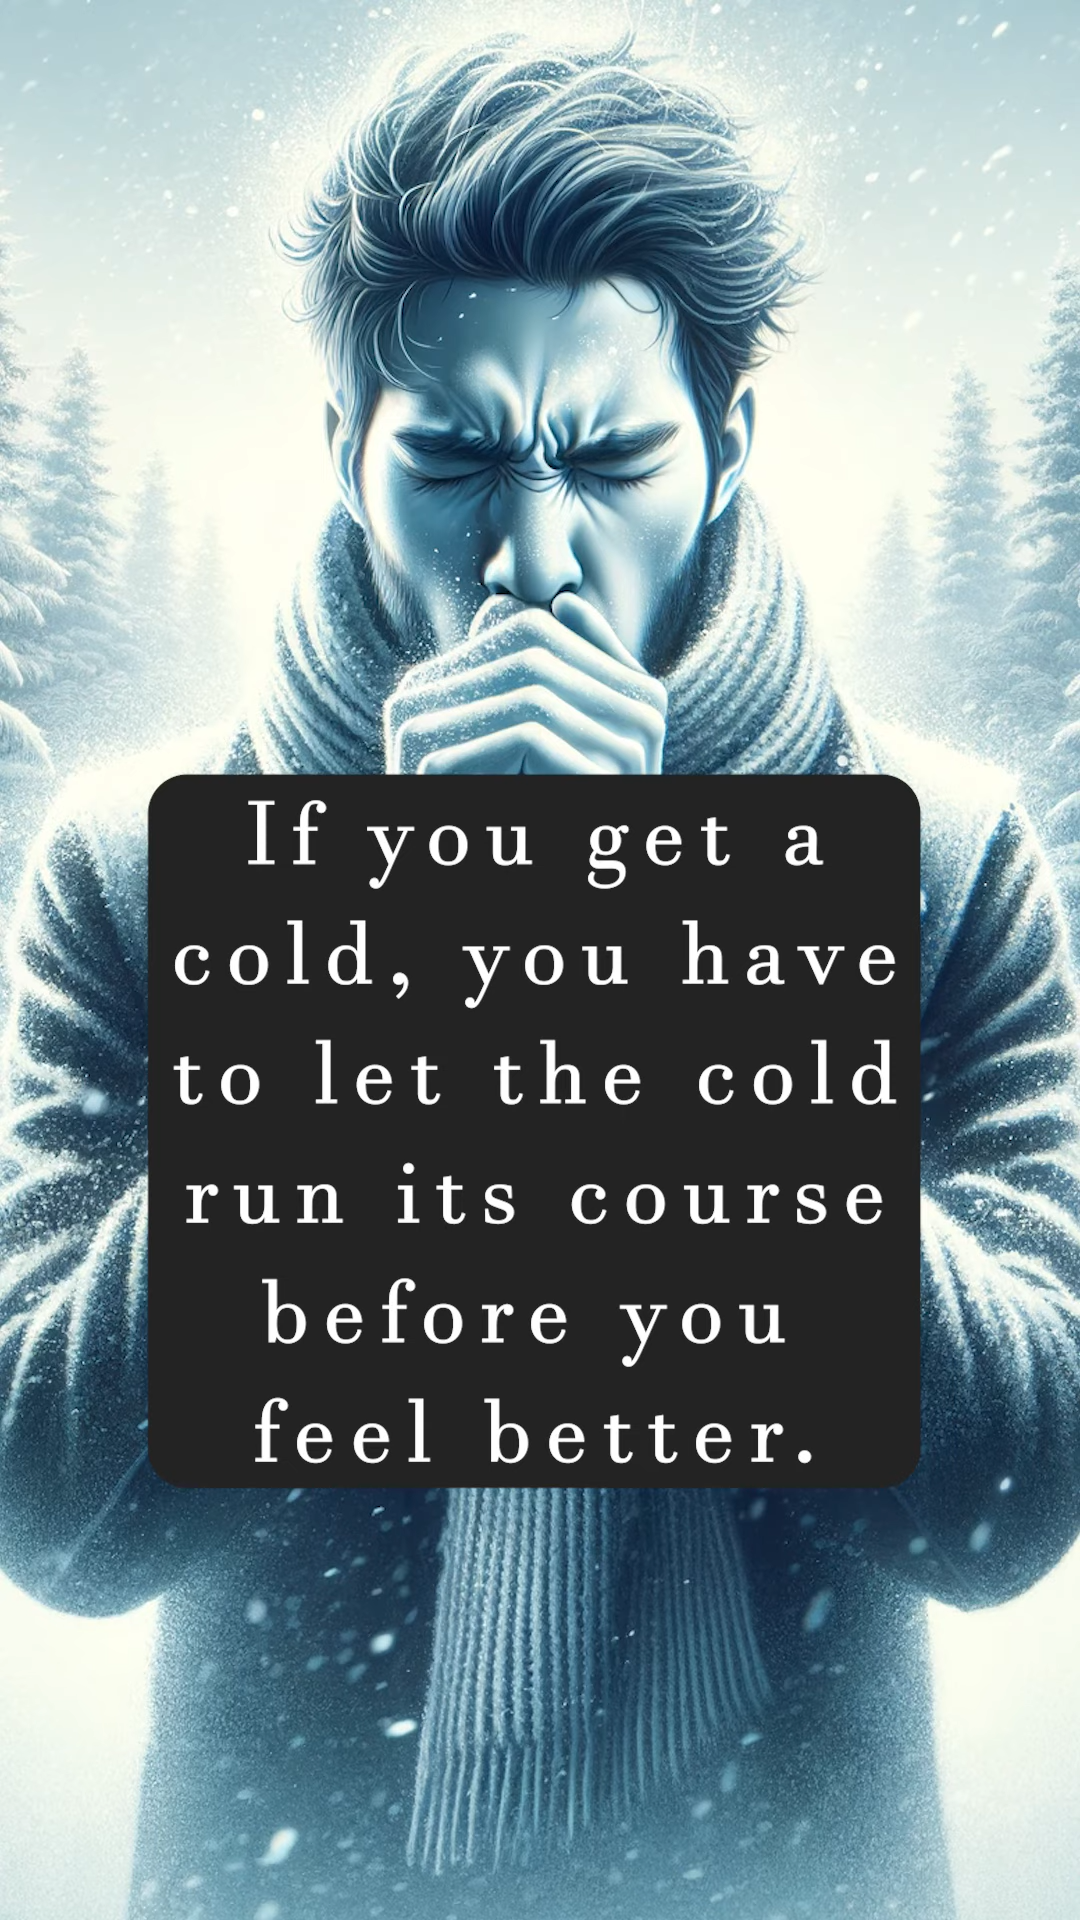 If you get a
cold, you have
to let the cold
run its course
before you
feel better.